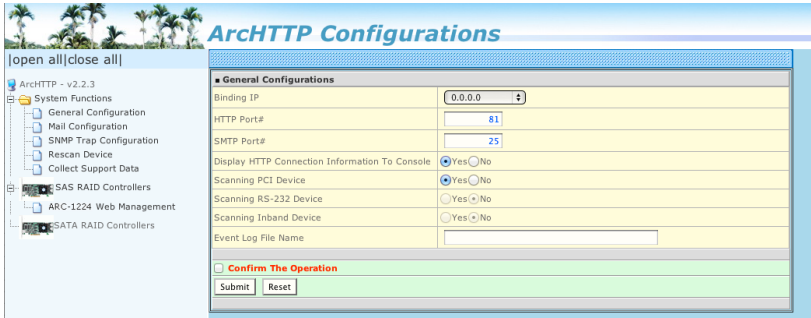 ArcHTTP Configurations
|open all|close all|
ArcHTTP - v2.2.3
System Functions
General Configuration
Mail Configuration
SNMP Trap Configuration
Rescan Device
Collect Support Data
SAS RAID Controllers
ARC-1224 Web Management
SATA RAID Controllers
General Configurations
Binding IP 0.0.0.0
HTTP Port# 81
SMTP Port# 25
Display HTTP Connection Information To Console Yes No
Scanning PCI Device Yes No
Scanning RS-232 Device Yes No
Scanning Inband Device Yes No
Event Log File Name
Confirm The Operation
Submit Reset